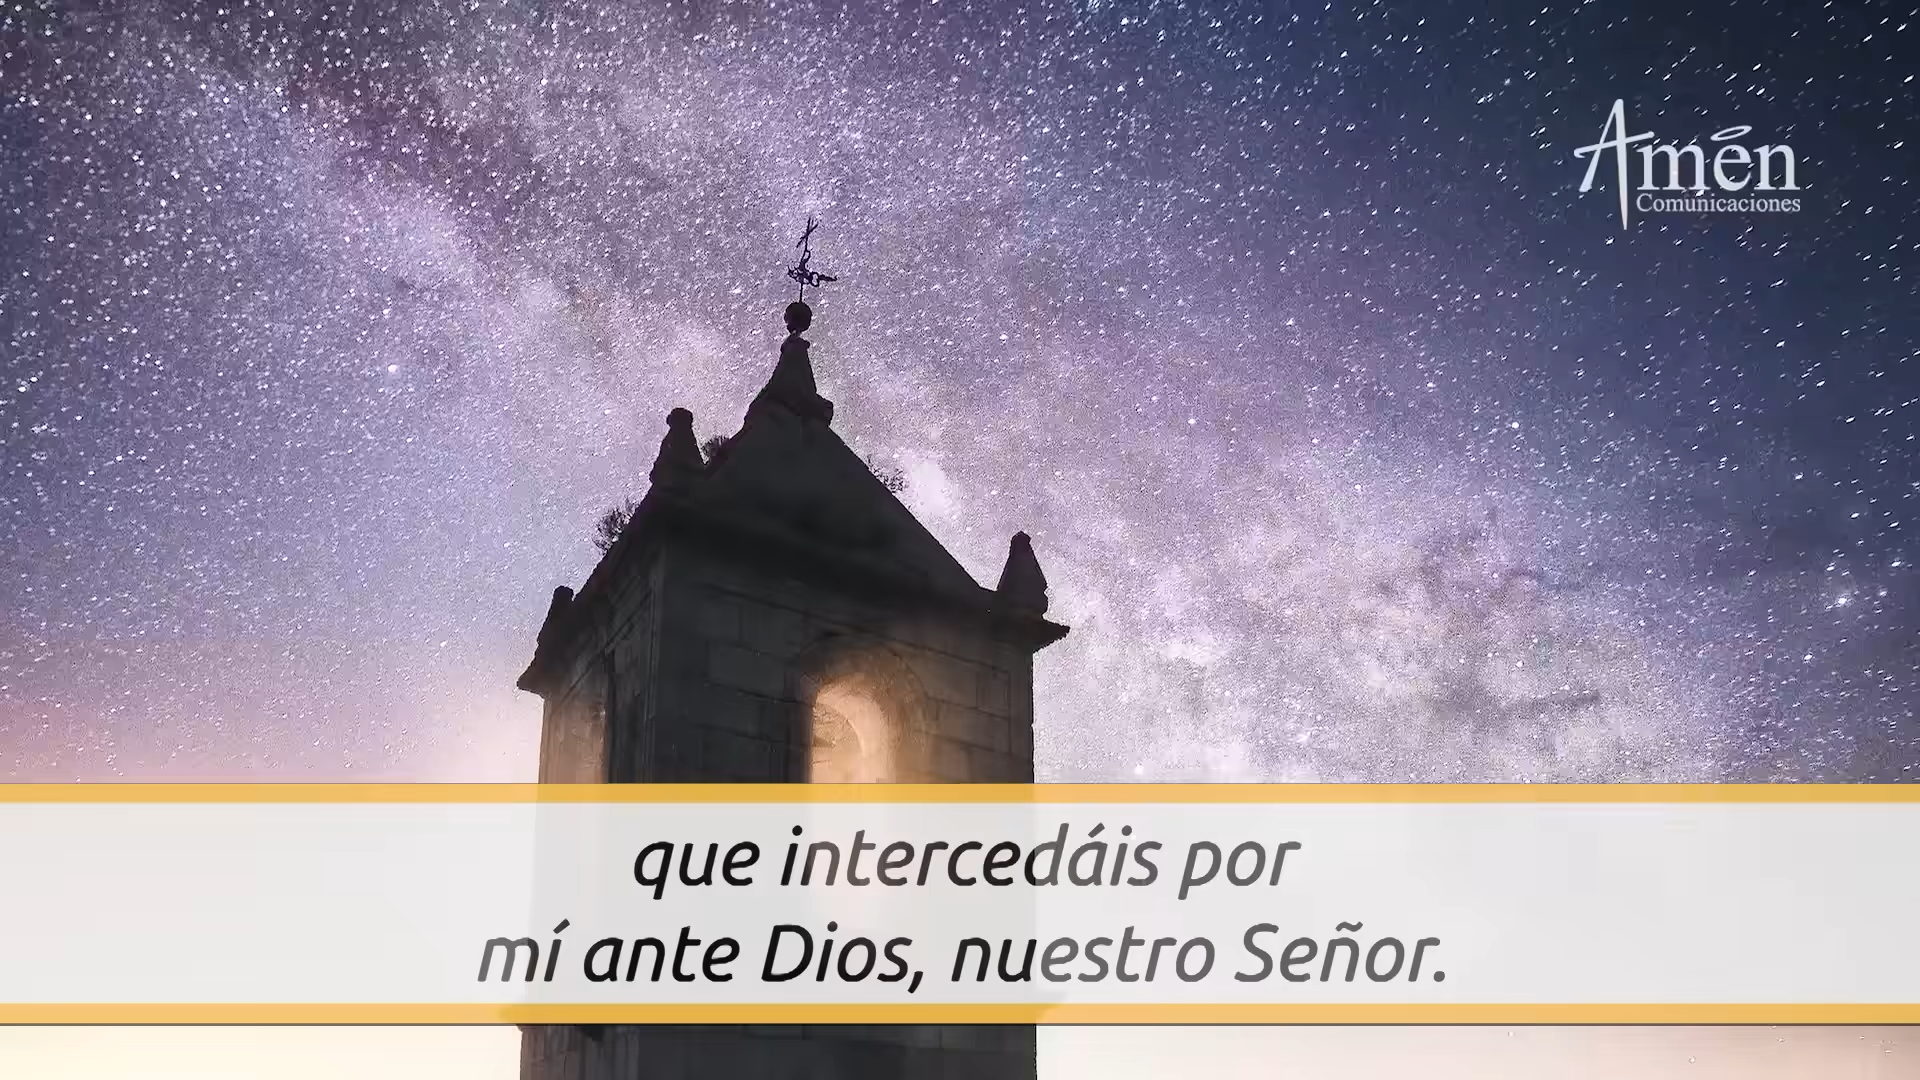 Amén
Comunicaciones
que intercedáis por
mí ante Dios, nuestro Señor.